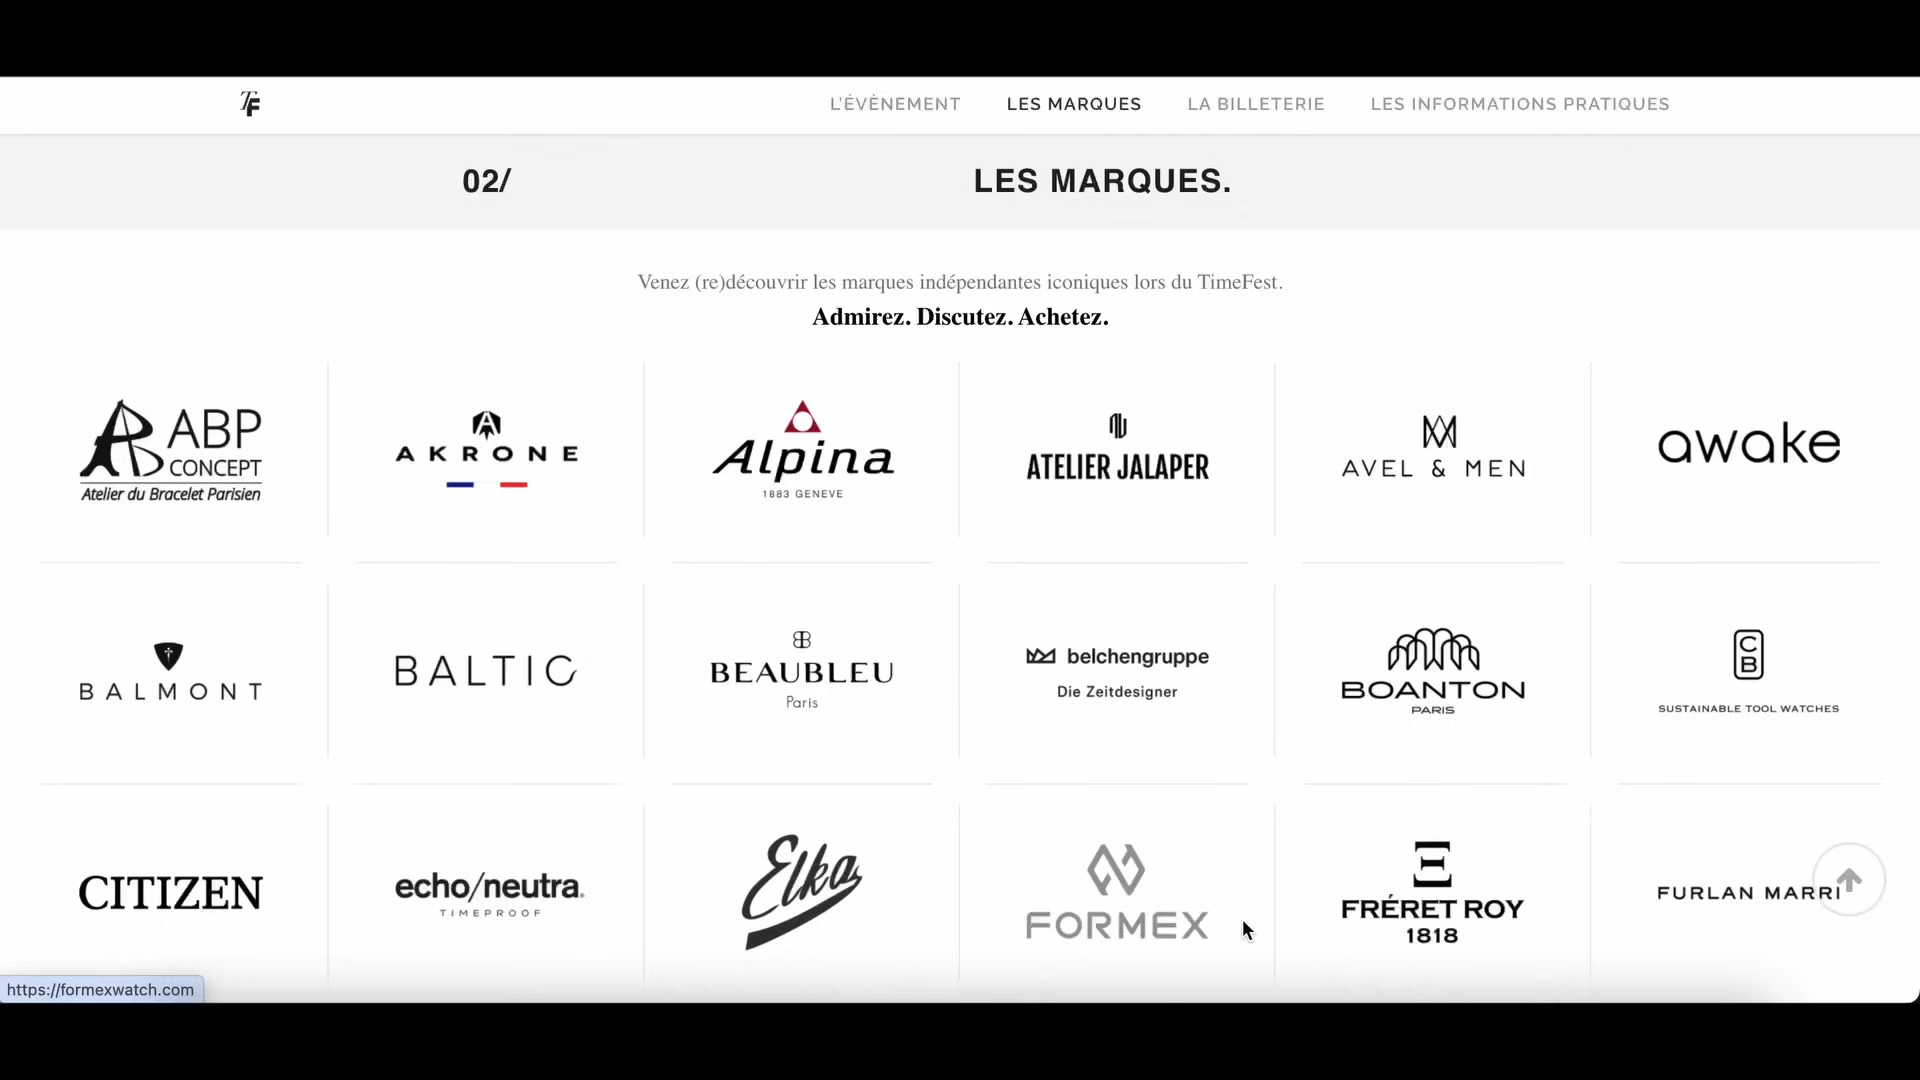 TF
L'ÉVÈNEMENT
LES MARQUES
LA BILLETERIE
LES INFORMATIONS PRATIQUES
02/
LES MARQUES.
Venez (re)découvrir les marques indépendantes iconiques lors du TimeFest.
Admirez. Discutez. Achetez.
ABP
CONCEPT
Atelier du Bracelet Parisien
AKRONE
Alpina
1883 GENEVE
ATELIER JALAPER
AVEL & MEN
awake
BALMONT
BALTIC
BEAUBLEU
Paris
belchengruppe
Die Zeitdesigner
BOANTON
PARIS
CB
SUSTAINABLE TOOL WATCHES
CITIZEN
echo/neutra.
TIMEPROOF
Elka
FORMEX
FRÉRET ROY
1818
FURLAN MARRI
https://formexwatch.com